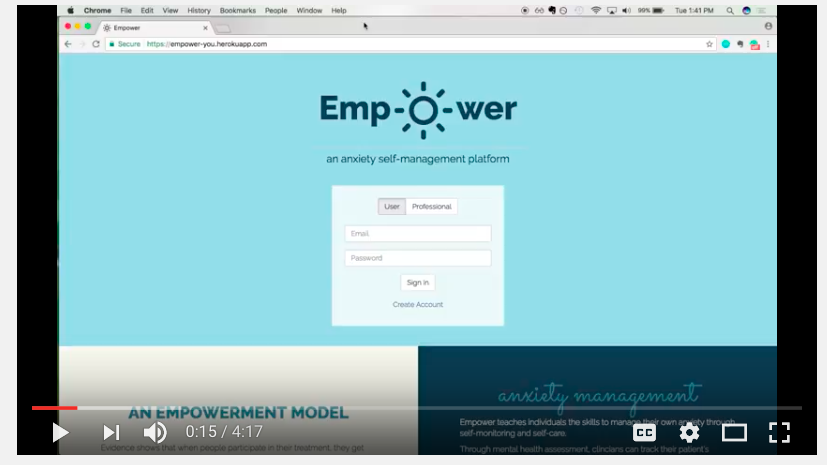 Chrome File Edit View History Bookmarks People Window Help 99% Tue 1:41 PM
Empower
Secure https://empower-you.herokuapp.com
Emp-O-wer
an anxiety self-management platform
User Professional
Email
Password
Sign In
Create Account
AN EMPOWERMENT MODEL
Evidence shows that when people participate in their treatment, they get
anxiety management
Empower teaches individuals the skills to manage their own anxiety through
self-monitoring and self-care.
Through mental health assessment, clincians can track their patient's
0:15 / 4:17
CC